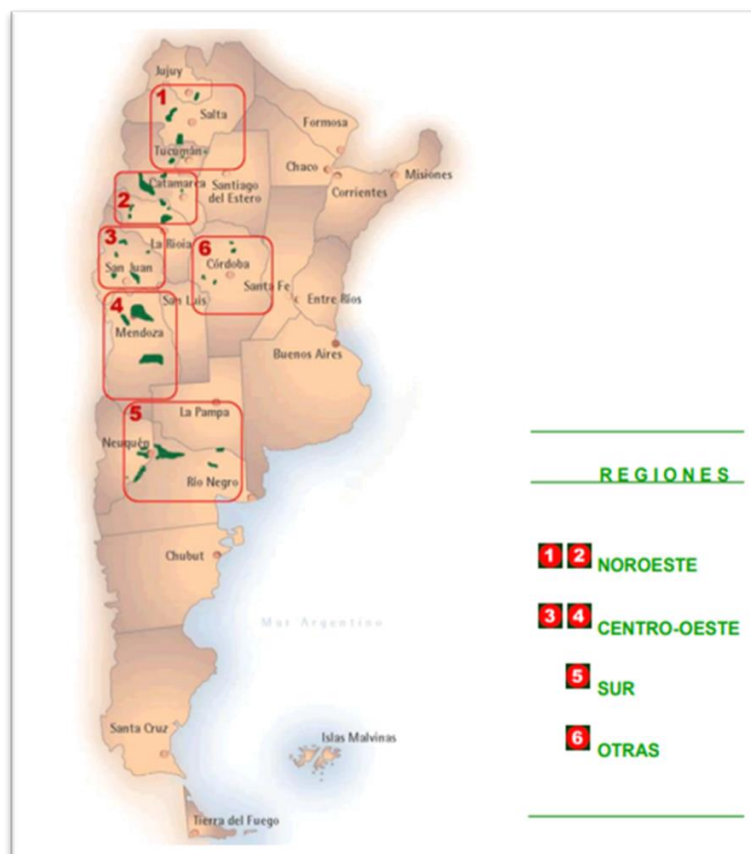 Jujuy
1
Salta
Formosa
Tucumán
Chaco
Misiones
Catamarca
Santiago
del Estero
Corrientes
2
3
La Rioja
6
Córdoba
San Juan
Santa Fe
4
San Luis
Entre Ríos
Mendoza
Buenos Aires
5
La Pampa
Neuquén
Río Negro
REGIONES
Chubut
1 2 NOROESTE
Mar Argentino
3 4 CENTRO-OESTE
5 SUR
Santa Cruz
Islas Malvinas
6 OTRAS
Tierra del Fuego